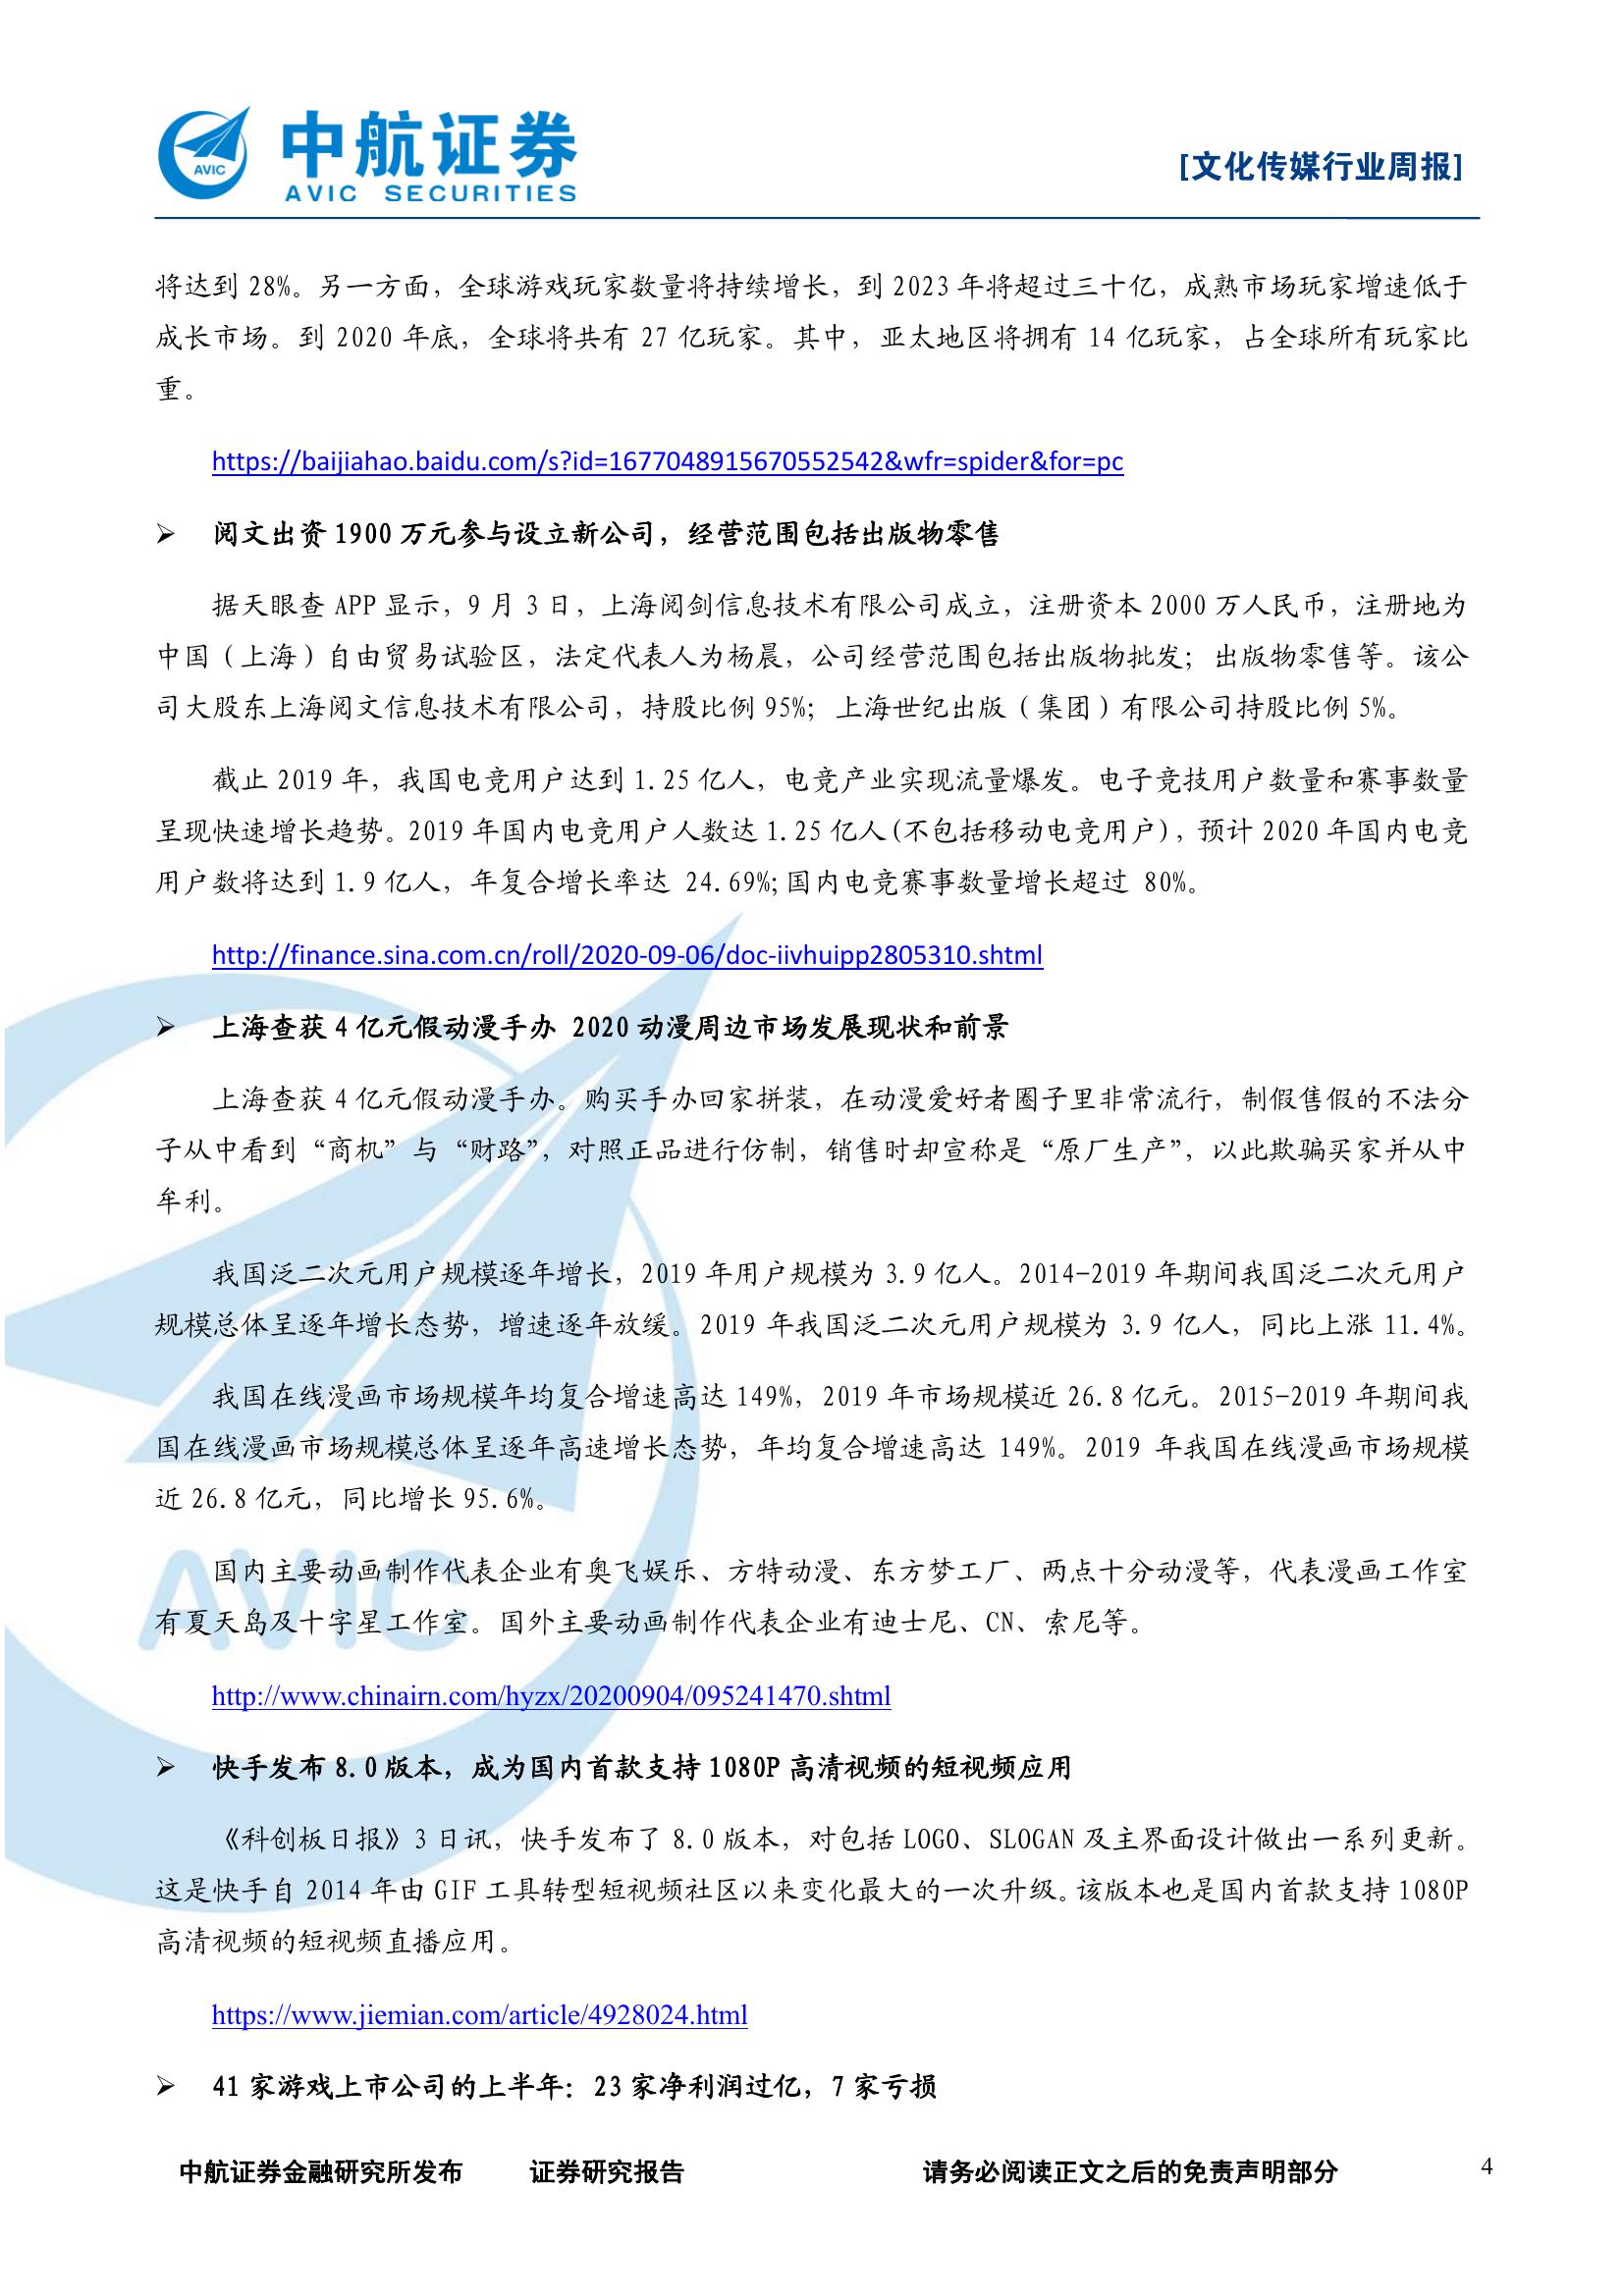 中航证券
AVIC
AVIC SECURITIES
[文化传媒行业周报]
将达到 28%。另一方面，全球游戏玩家数量将持续增长，到 2023 年将超过三十亿，成熟市场玩家增速低于
成长市场。到 2020 年底，全球将共有 27 亿玩家。其中，亚太地区将拥有 14 亿玩家，占全球所有玩家比
重。
https://baijiahao.baidu.com/s?id=1677048915670552542&wfr=spider&for=pc
➢ 阅文出资 1900 万元参与设立新公司，经营范围包括出版物零售
据天眼查 APP 显示，9 月 3 日，上海阅剑信息技术有限公司成立，注册资本 2000 万人民币，注册地为
中国（上海）自由贸易试验区，法定代表人为杨晨，公司经营范围包括出版物批发；出版物零售等。该公
司大股东上海阅文信息技术有限公司，持股比例 95%；上海世纪出版（集团）有限公司持股比例 5%。
截止 2019 年，我国电竞用户达到 1.25 亿人，电竞产业实现流量爆发。电子竞技用户数量和赛事数量
呈现快速增长趋势。2019 年国内电竞用户人数达 1.25 亿人(不包括移动电竞用户)，预计 2020 年国内电竞
用户数将达到 1.9 亿人，年复合增长率达 24.69%;国内电竞赛事数量增长超过 80%。
http://finance.sina.com.cn/roll/2020-09-06/doc-iivhuipp2805310.shtml
➢ 上海查获 4 亿元假动漫手办 2020 动漫周边市场发展现状和前景
上海查获 4 亿元假动漫手办。购买手办回家拼装，在动漫爱好者圈子里非常流行，制假售假的不法分
子从中看到“商机”与“财路”，对照正品进行仿制，销售时却宣称是“原厂生产”，以此欺骗买家并从中
牟利。
我国泛二次元用户规模逐年增长，2019 年用户规模为 3.9 亿人。2014-2019 年期间我国泛二次元用户
规模总体呈逐年增长态势，增速逐年放缓。2019 年我国泛二次元用户规模为 3.9 亿人，同比上涨 11.4%。
我国在线漫画市场规模年均复合增速高达 149%，2019 年市场规模近 26.8 亿元。2015-2019 年期间我
国在线漫画市场规模总体呈逐年高速增长态势，年均复合增速高达 149%。2019 年我国在线漫画市场规模
近 26.8 亿元，同比增长 95.6%。
AVIC
国内主要动画制作代表企业有奥飞娱乐、方特动漫、东方梦工厂、两点十分动漫等，代表漫画工作室
有夏天岛及十字星工作室。国外主要动画制作代表企业有迪士尼、CN、索尼等。
http://www.chinairn.com/hyzx/20200904/095241470.shtml
➢ 快手发布 8.0 版本，成为国内首款支持 1080P 高清视频的短视频应用
《科创板日报》3 日讯，快手发布了 8.0 版本，对包括 LOGO、SLOGAN 及主界面设计做出一系列更新。
这是快手自 2014 年由 GIF 工具转型短视频社区以来变化最大的一次升级。该版本也是国内首款支持 1080P
高清视频的短视频直播应用。
https://www.jiemian.com/article/4928024.html
➢ 41 家游戏上市公司的上半年：23 家净利润过亿，7 家亏损
中航证券金融研究所发布 证券研究报告 请务必阅读正文之后的免责声明部分 4